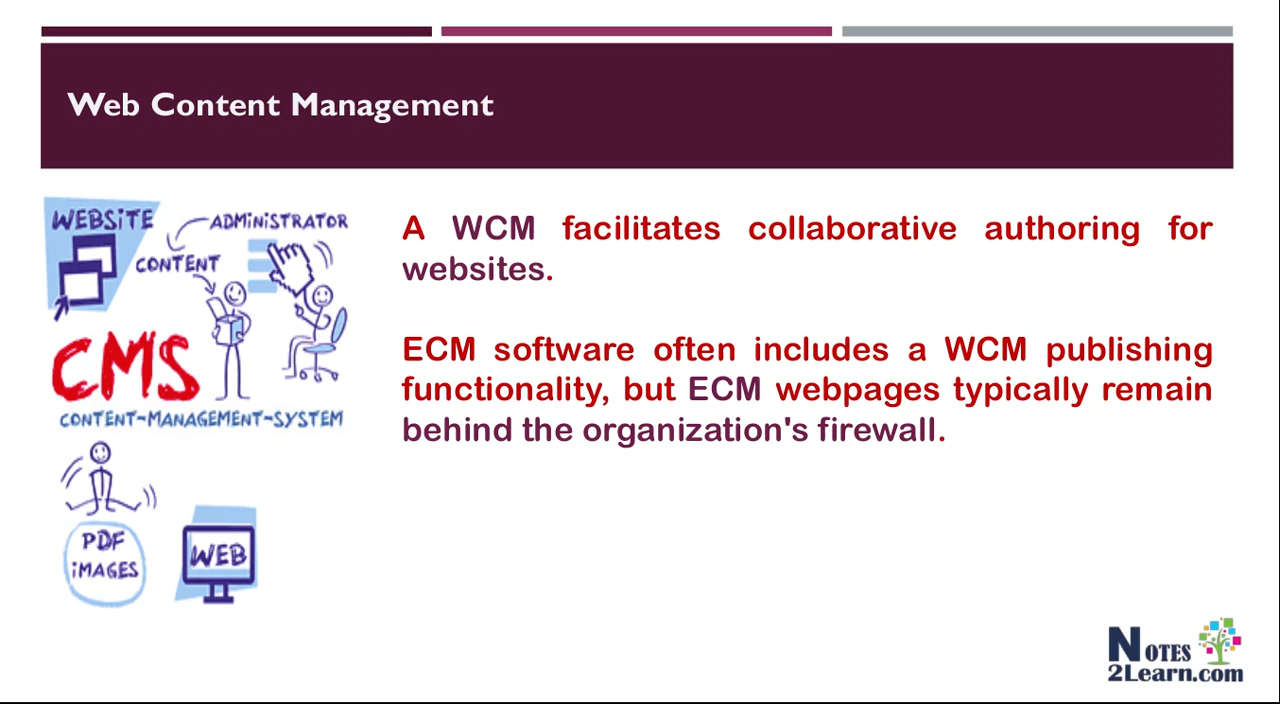 Web Content Management
WEBSiTE
ADMiNiSTRATOR
CONTENT
CMS
CONTENT-MANAGEMENT-SYSTEM
PDF
iMAGES
WEB
A WCM facilitates collaborative authoring for
websites.
ECM software often includes a WCM publishing
functionality, but ECM webpages typically remain
behind the organization's firewall.
NOTES
2Learn.com